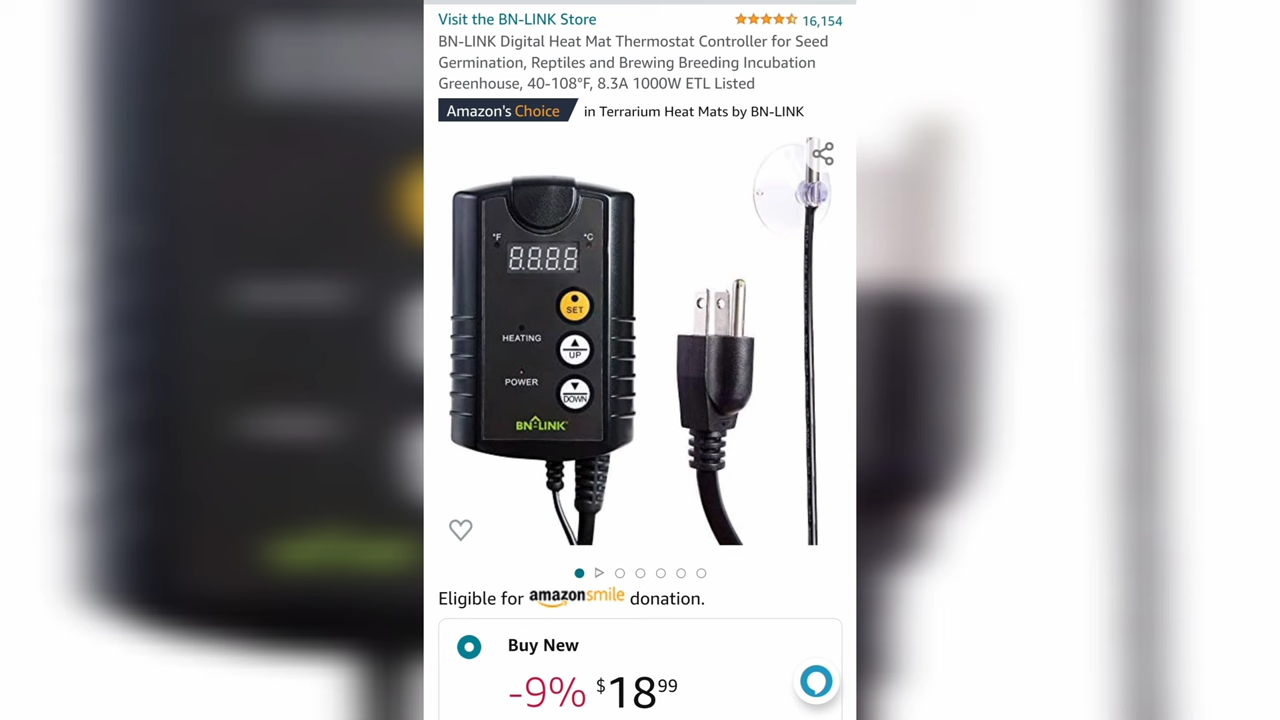 Visit the BN-LINK Store
16,154
BN-LINK Digital Heat Mat Thermostat Controller for Seed
Germination, Reptiles and Brewing Breeding Incubation
Greenhouse, 40-108°F, 8.3A 1000W ETL Listed
Amazon's Choice in Terrarium Heat Mats by BN-LINK
°F °C
8.8.8.8
SET
HEATING
UP
POWER
DOWN
BN-LINK
Eligible for amazonsmile donation.
Buy New
-9% $1899